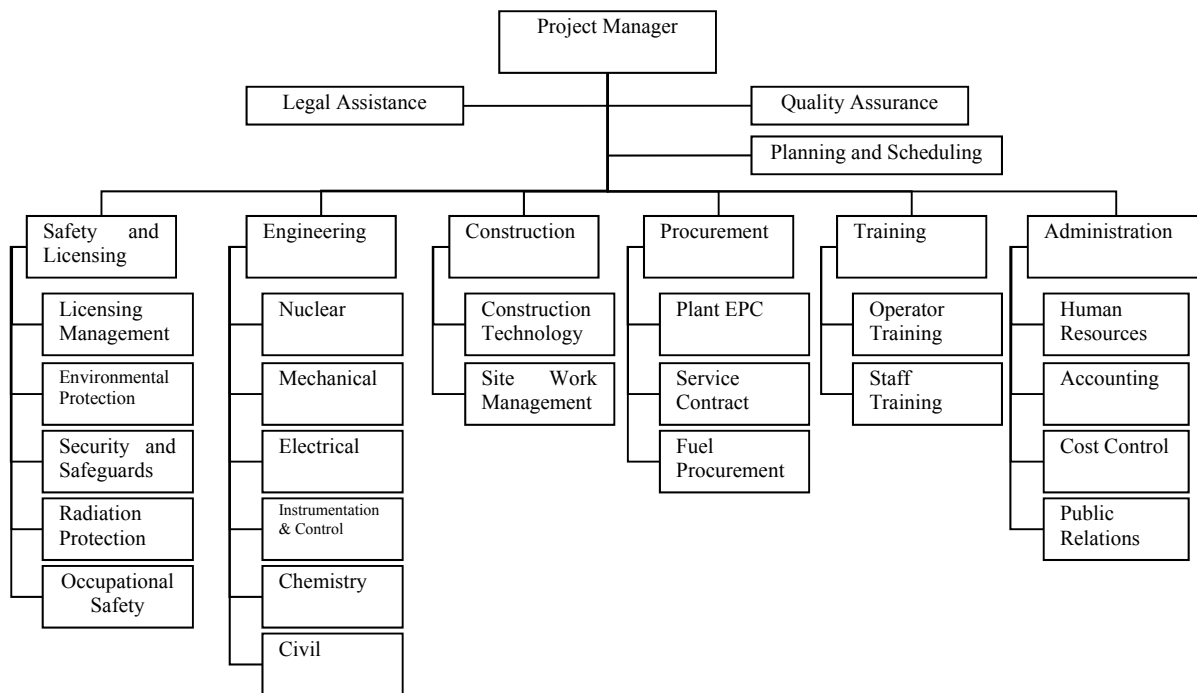 Project Manager
Legal Assistance
Quality Assurance
Planning and Scheduling
Safety and
Licensing
Licensing
Management
Environmental
Protection
Security and
Safeguards
Radiation
Protection
Occupational
Safety
Engineering
Nuclear
Mechanical
Electrical
Instrumentation
& Control
Chemistry
Civil
Construction
Construction
Technology
Site Work
Management
Procurement
Plant EPC
Service
Contract
Fuel
Procurement
Training
Operator
Training
Staff
Training
Administration
Human
Resources
Accounting
Cost Control
Public
Relations